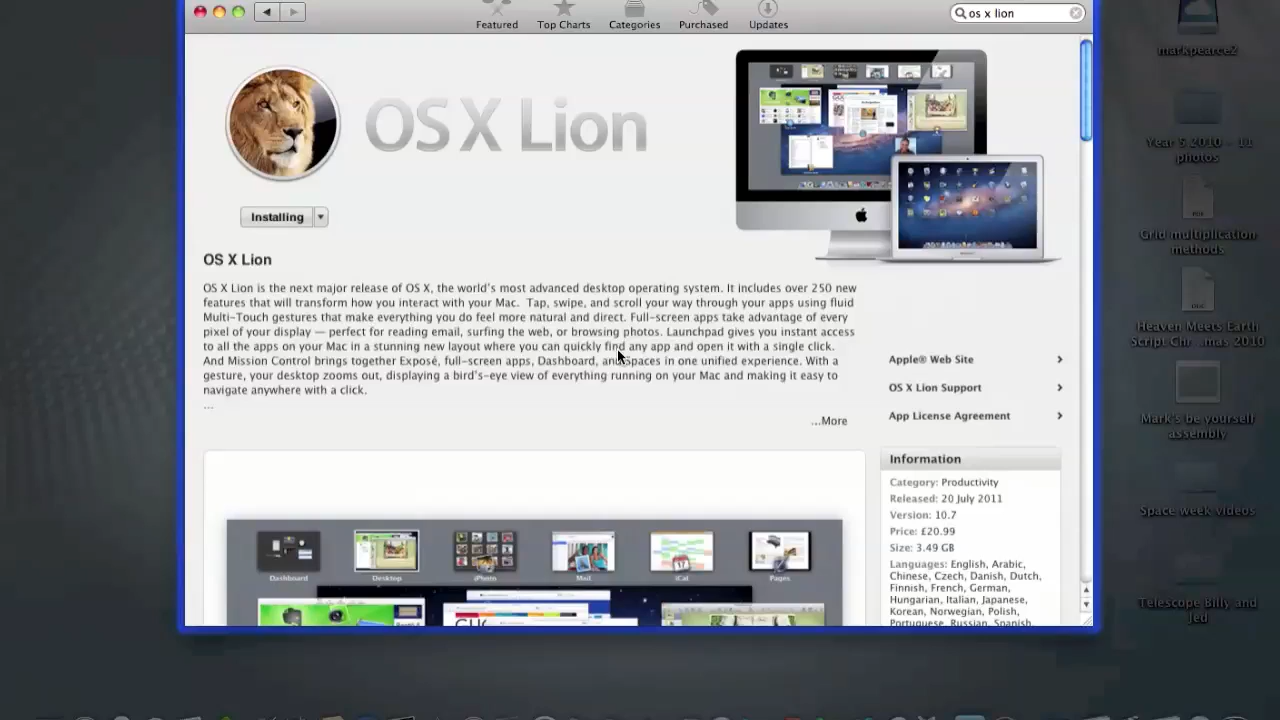 Featured
Top Charts
Categories
Purchased
Updates
os x lion
OS X Lion
Installing
OS X Lion
OS X Lion is the next major release of OS X, the world's most advanced desktop operating system. It includes over 250 new
features that will transform how you interact with your Mac. Tap, swipe, and scroll your way through your apps using fluid
Multi-Touch gestures that make everything you do feel more natural and direct. Full-screen apps take advantage of every
pixel of your display — perfect for reading email, surfing the web, or browsing photos. Launchpad gives you instant access
to all the apps on your Mac in a stunning new layout where you can quickly find any app and open it with a single click.
And Mission Control brings together Exposé, full-screen apps, Dashboard, and Spaces in one unified experience. With a
gesture, your desktop zooms out, displaying a bird's-eye view of everything running on your Mac and making it easy to
navigate anywhere with a click.
...
...More
Apple® Web Site
OS X Lion Support
App License Agreement
Information
Category: Productivity
Released: 20 July 2011
Version: 10.7
Price: £20.99
Size: 3.49 GB
Languages: English, Arabic,
Chinese, Czech, Danish, Dutch,
Finnish, French, German,
Hungarian, Italian, Japanese,
Korean, Norwegian, Polish,
Portuguese, Russian, Spanish,
Dashboard
Desktop
iPhoto
Mail
iCal
Pages
markpearce2
Year 5 2010 - 11
photos
Grid multiplication
methods
Heaven Meets Earth
Script Chr...mas 2010
Mark's be yourself
assembly
Space week videos
Telescope Billy and
Jed